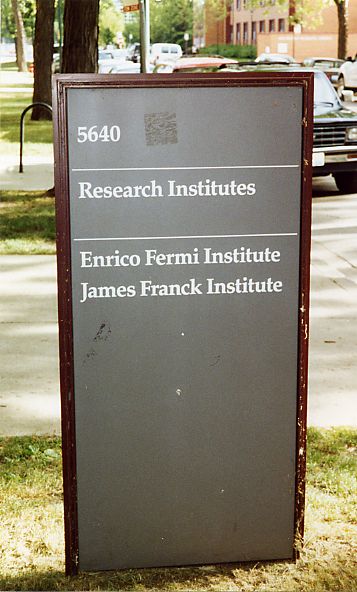 5640
Research Institutes
Enrico Fermi Institute
James Franck Institute